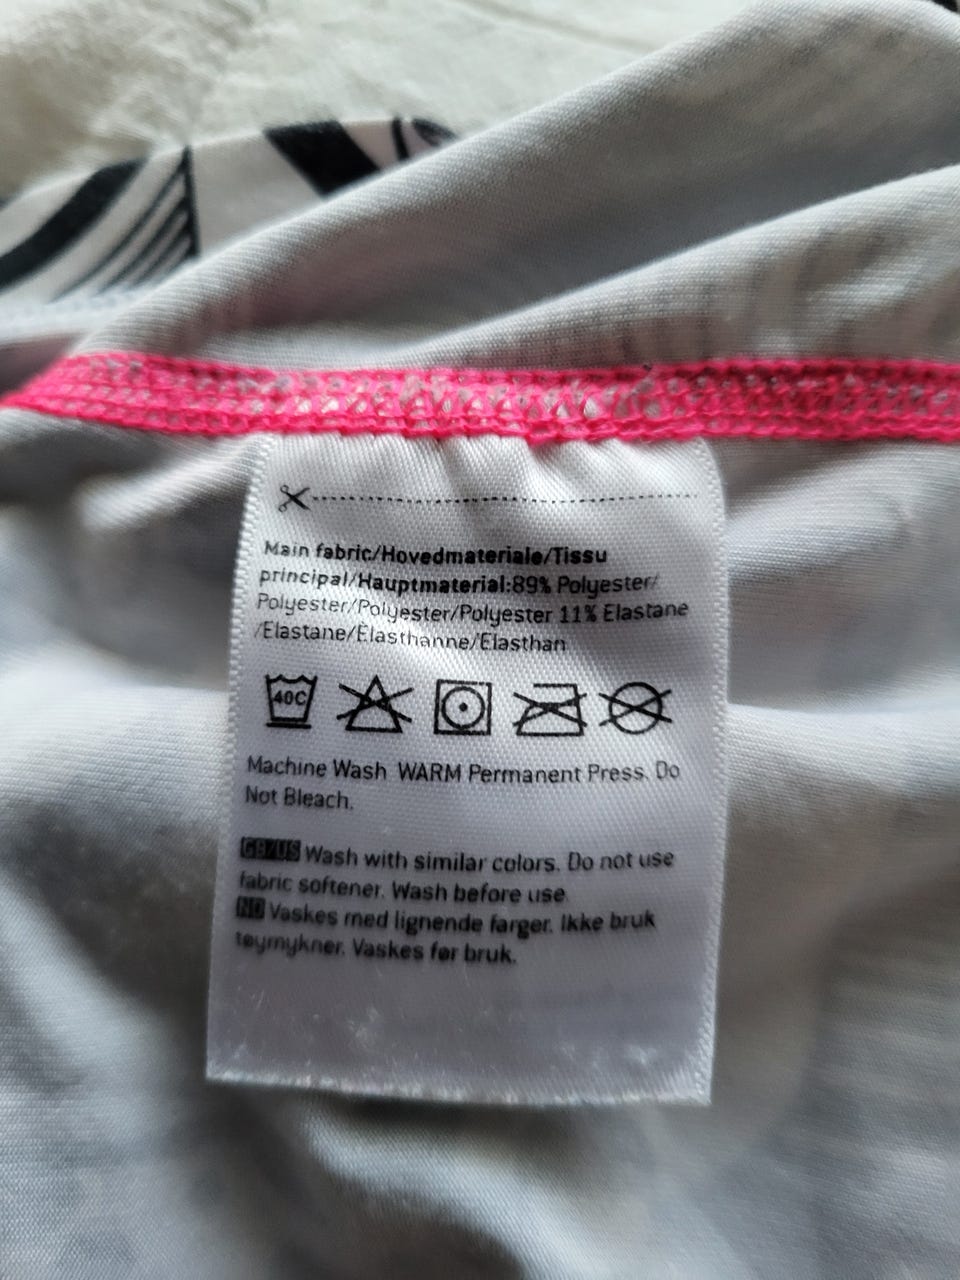 Main fabric/Hovedmateriale/Tissu
principal/Hauptmaterial:89% Polyester/
Polyester/Polyester/Polyester 11% Elastane
/Elastane/Élasthanne/Elasthan
40C
Machine Wash WARM Permanent Press. Do
Not Bleach.
GB/US Wash with similar colors. Do not use
fabric softener. Wash before use.
NO Vaskes med lignende farger. Ikke bruk
tøymykner. Vaskes før bruk.